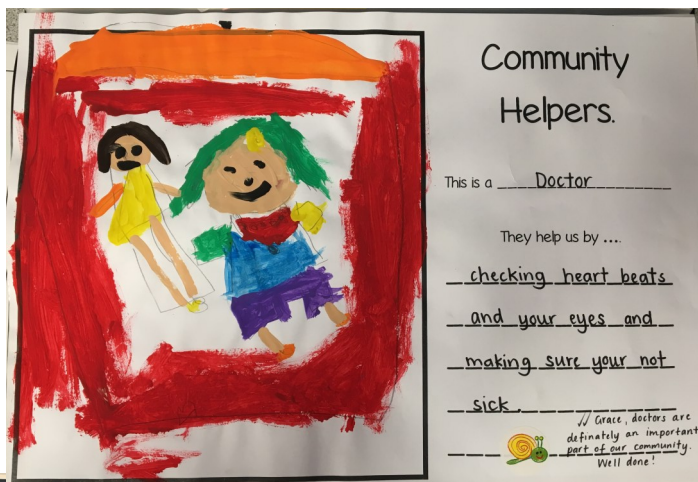 Community
Helpers.
This is a Doctor
They help us by ....
checking heart beats
and your eyes and
making sure your not
sick.
✓✓ Grace, doctors are
definately an important
part of our community.
Well done!